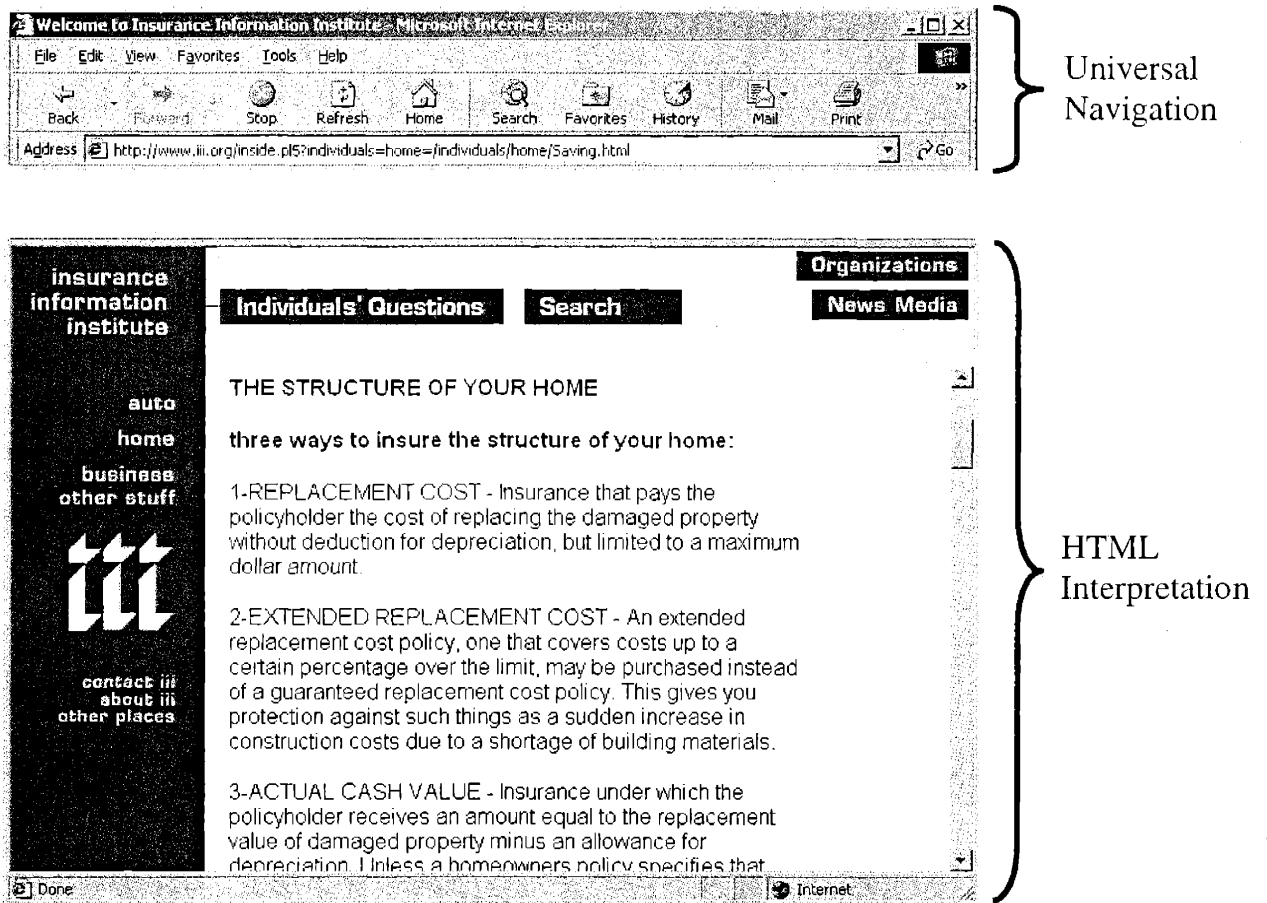 Welcome to Insurance Information Institute - Microsoft Internet Explorer
File Edit View Favorites Tools Help
Back Forward Stop Refresh Home Search Favorites History Mail Print »
Address http://www.iii.org/inside.pl5?individuals=home=/individuals/home/Saving.html Go
Universal
Navigation
insurance
information
institute
Organizations
Individuals' Questions Search News Media
auto
home
business
other stuff
iii
contact iii
about iii
other places
THE STRUCTURE OF YOUR HOME
three ways to insure the structure of your home:
1-REPLACEMENT COST - Insurance that pays the
policyholder the cost of replacing the damaged property
without deduction for depreciation, but limited to a maximum
dollar amount.
2-EXTENDED REPLACEMENT COST - An extended
replacement cost policy, one that covers costs up to a
certain percentage over the limit, may be purchased instead
of a guaranteed replacement cost policy. This gives you
protection against such things as a sudden increase in
construction costs due to a shortage of building materials.
3-ACTUAL CASH VALUE - Insurance under which the
policyholder receives an amount equal to the replacement
value of damaged property minus an allowance for
depreciation. Unless a homeowners policy specifies that
HTML
Interpretation
Done Internet